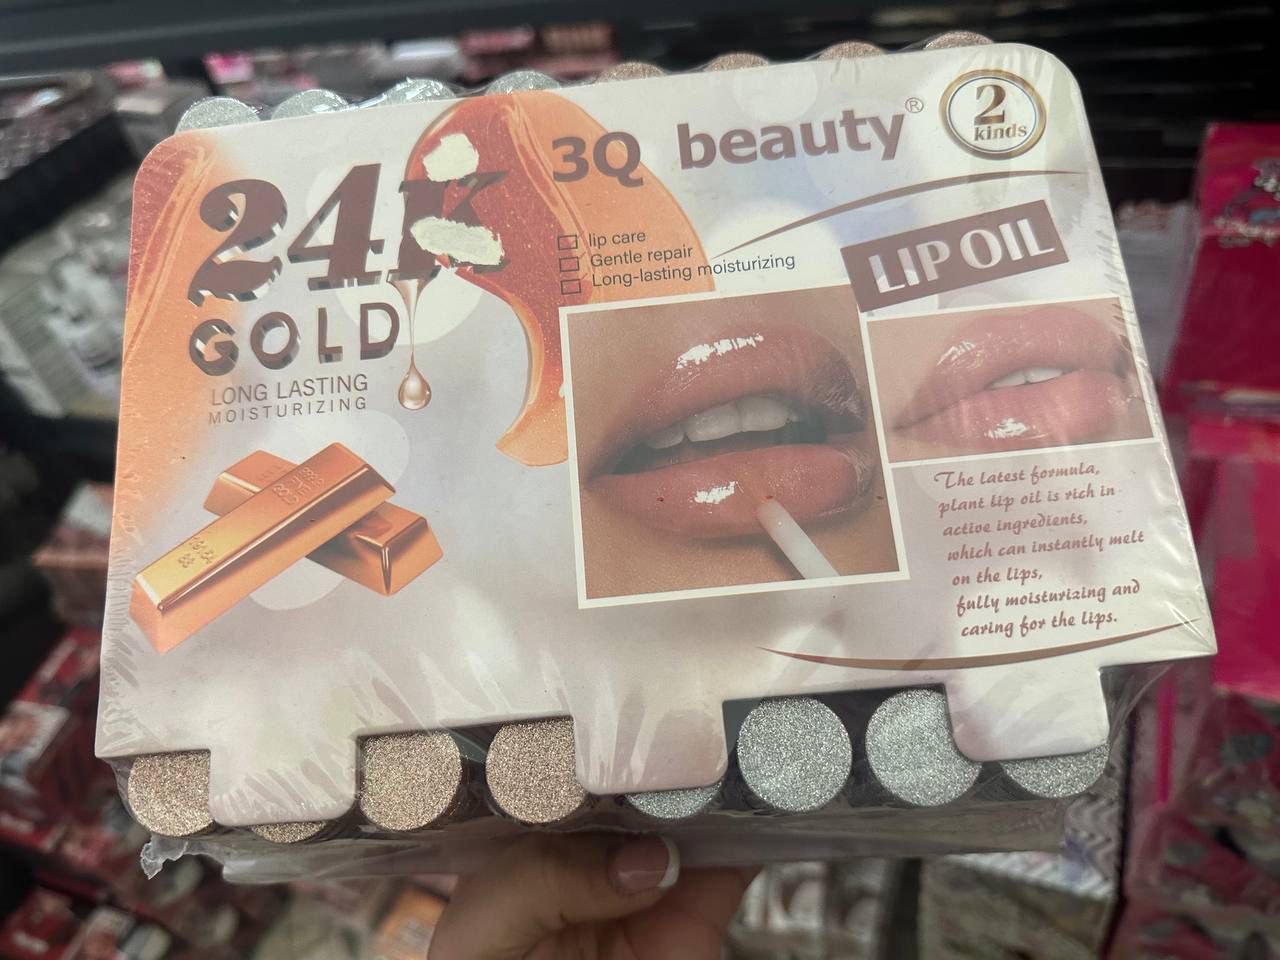 24K
GOLD
LONG LASTING
MOISTURIZING
3Q beauty®
2
kinds
lip care
Gentle repair
Long-lasting moisturizing
LIP OIL
The latest formula,
plant lip oil is rich in
active ingredients,
which can instantly melt
on the lips,
fully moisturizing and
caring for the lips.